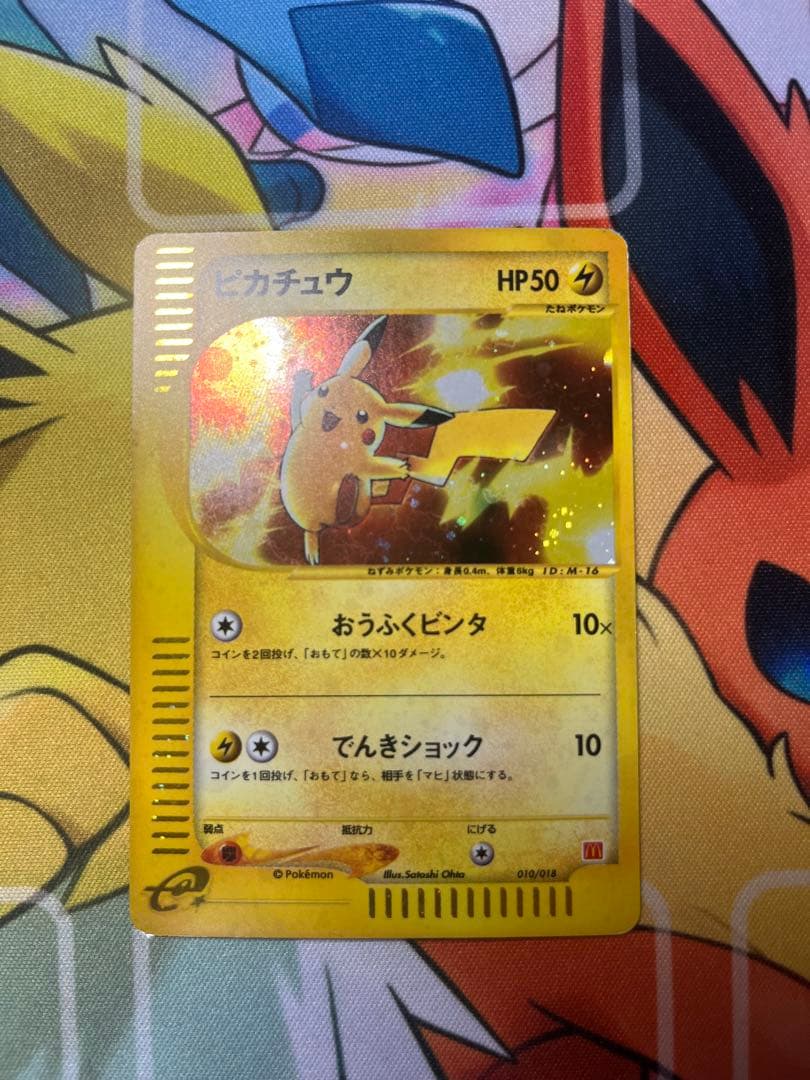 ピカチュウ HP50
たねポケモン
ねずみポケモン：身長0.4m、体重6kg ID:M-16
おうふくビンタ 10×
コインを2回投げ、「おもて」の数×10ダメージ。
でんきショック 10
コインを1回投げ、「おもて」なら、相手を「マヒ」状態にする。
弱点 抵抗力 にげる
© Pokémon Illus.Satoshi Ohta 010/018
e